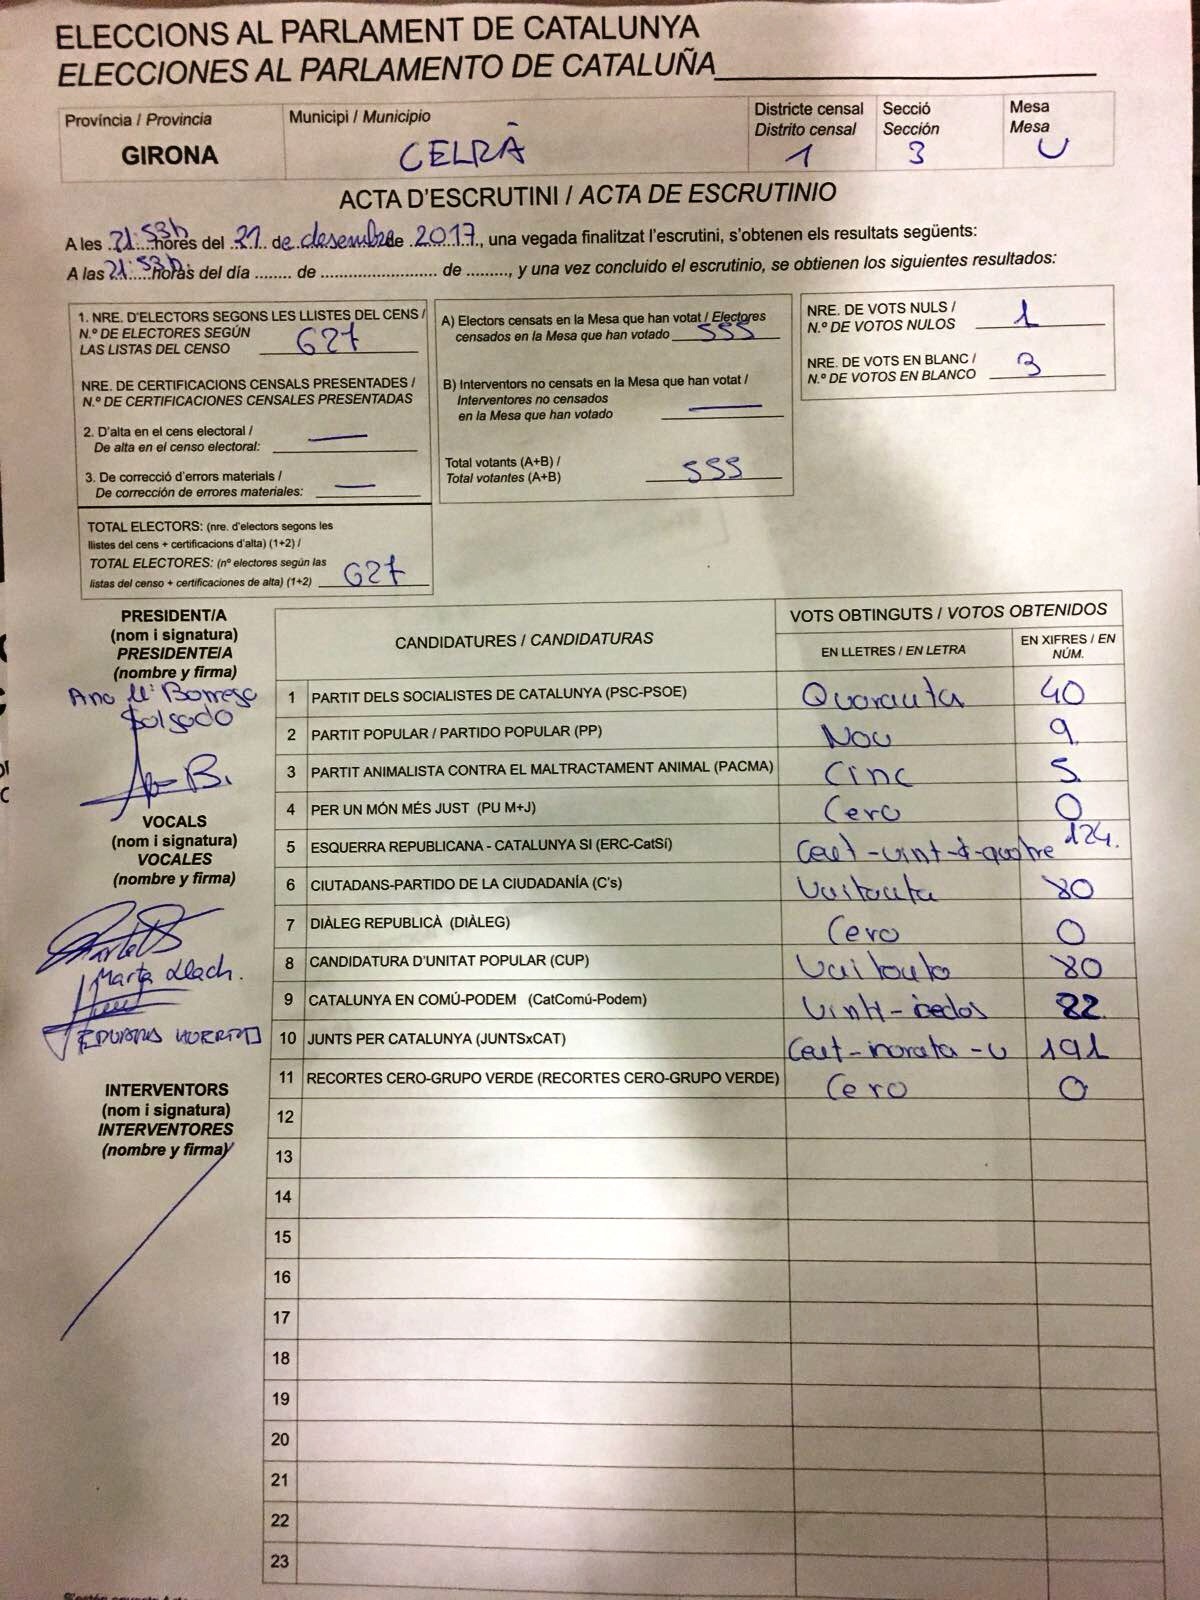 ELECCIONS AL PARLAMENT DE CATALUNYA
ELECCIONES AL PARLAMENTO DE CATALUÑA
Província / Provincia
GIRONA
Municipi / Municipio
CELRÀ
Districte censal
Distrito censal
1
Secció
Sección
3
Mesa
Mesa
U
ACTA D'ESCRUTINI / ACTA DE ESCRUTINIO
A les 21:53h hores del 21 de desembre de 2017, una vegada finalitzat l'escrutini, s'obtenen els resultats següents:
A las 21:53h horas del día ........ de .......................... de ........., y una vez concluido el escrutinio, se obtienen los siguientes resultados:
1. NRE. D'ELECTORS SEGONS LES LLISTES DEL CENS /
N.º DE ELECTORES SEGÚN
LAS LISTAS DEL CENSO 627
NRE. DE CERTIFICACIONS CENSALS PRESENTADES /
N.º DE CERTIFICACIONES CENSALES PRESENTADAS
2. D'alta en el cens electoral /
De alta en el censo electoral: —
3. De correcció d'errors materials /
De corrección de errores materiales: —
TOTAL ELECTORS: (nre. d'electors segons les
llistes del cens + certificacions d'alta) (1+2) /
TOTAL ELECTORES: (nº electores según las
listas del censo + certificaciones de alta) (1+2) 627
A) Electors censats en la Mesa que han votat / Electores
censados en la Mesa que han votado 555
B) Interventors no censats en la Mesa que han votat /
Interventores no censados
en la Mesa que han votado —
Total votants (A+B) /
Total votantes (A+B) 555
NRE. DE VOTS NULS /
N.º DE VOTOS NULOS 1
NRE. DE VOTS EN BLANC /
N.º DE VOTOS EN BLANCO 3
PRESIDENT/A
(nom i signatura)
PRESIDENTE/A
(nombre y firma)
Ana Mª Borrego
Salgado
Ana B.
VOCALS
(nom i signatura)
VOCALES
(nombre y firma)
Marta Llach.
INTERVENTORS
(nom i signatura)
INTERVENTORES
(nombre y firma)
CANDIDATURES / CANDIDATURAS
VOTS OBTINGUTS / VOTOS OBTENIDOS
EN LLETRES / EN LETRA
EN XIFRES / EN
NÚM.
1 PARTIT DELS SOCIALISTES DE CATALUNYA (PSC-PSOE) Quaranta 40
2 PARTIT POPULAR / PARTIDO POPULAR (PP) Nou 9
3 PARTIT ANIMALISTA CONTRA EL MALTRACTAMENT ANIMAL (PACMA) Cinc 5
4 PER UN MÓN MÉS JUST (PU M+J) Cero 0
5 ESQUERRA REPUBLICANA - CATALUNYA SI (ERC-CatSí) Cent-vint-i-quatre 124.
6 CIUTADANS-PARTIDO DE LA CIUDADANÍA (C's) Vuitanta 80
7 DIÀLEG REPUBLICÀ (DIÀLEG) Cero 0
8 CANDIDATURA D'UNITAT POPULAR (CUP) Vuitanta 80
9 CATALUNYA EN COMÚ-PODEM (CatComú-Podem) Vint-i-dos 22
10 JUNTS PER CATALUNYA (JUNTSxCAT) Cent-norata-u 191
11 RECORTES CERO-GRUPO VERDE (RECORTES CERO-GRUPO VERDE) Cero 0
12
13
14
15
16
17
18
19
20
21
22
23